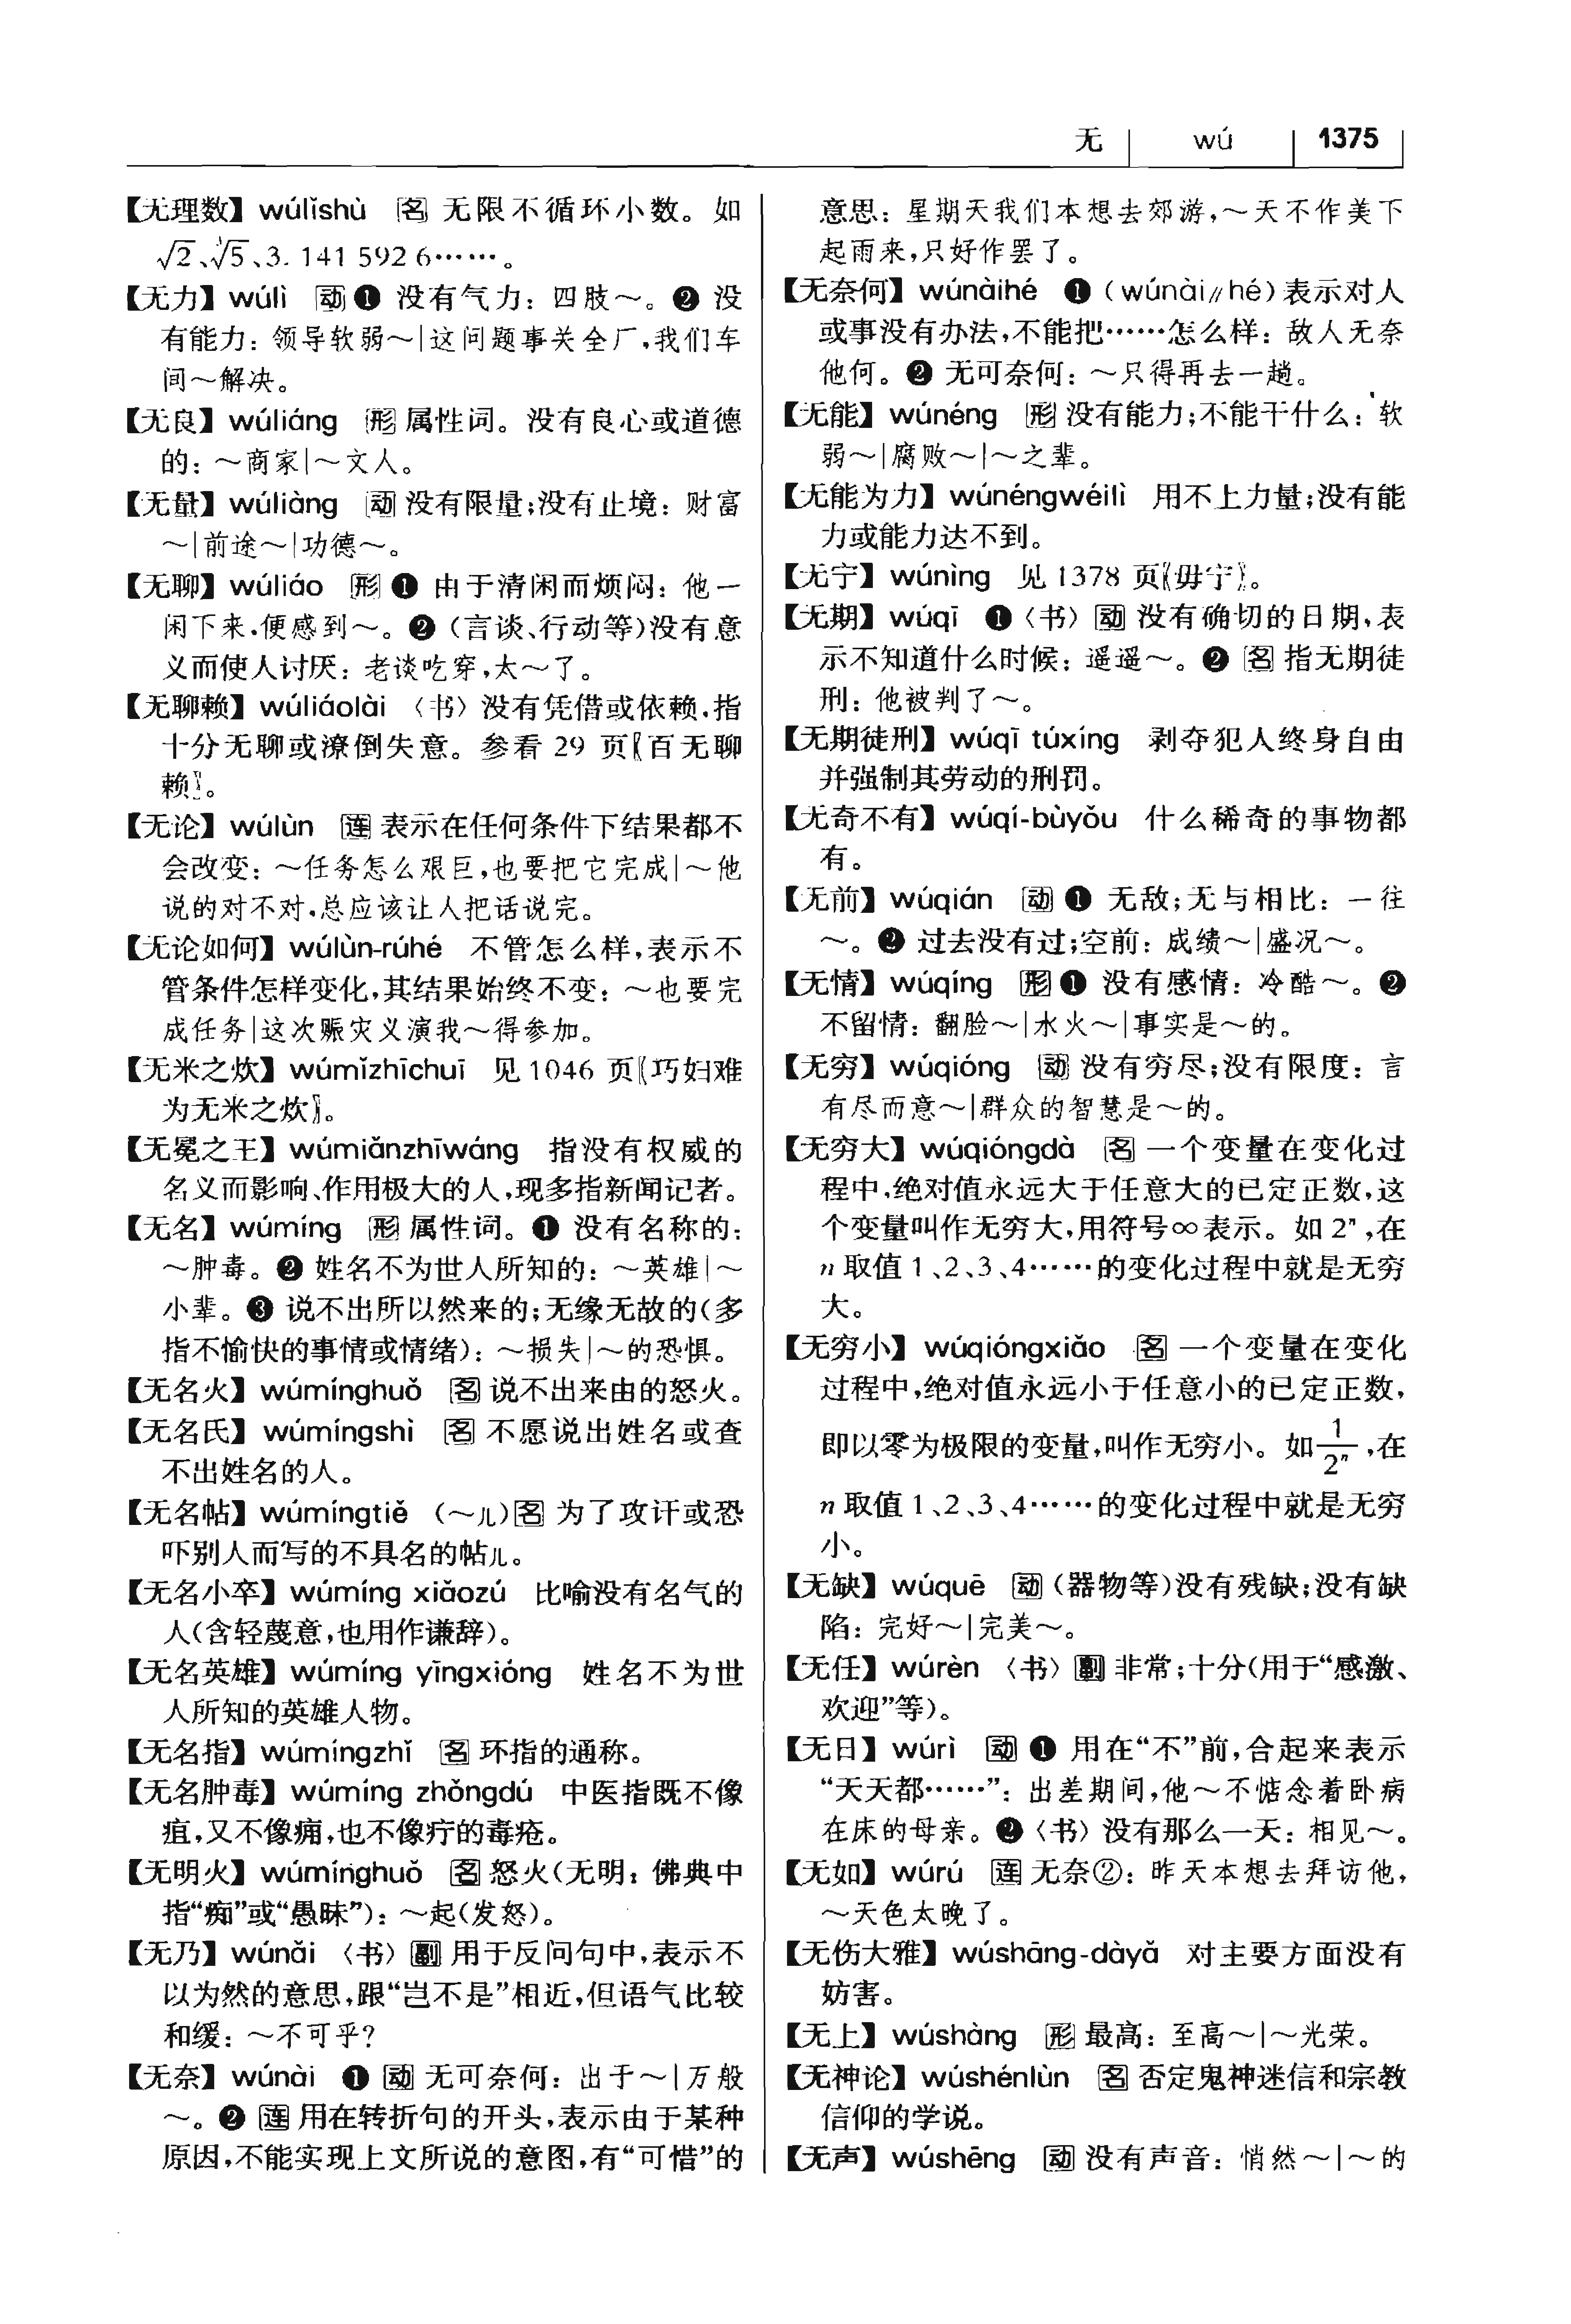 无 wú 1375
【无理数】 wúlǐshù 名 无限不循环小数。如
√2、∛5、3. 141 592 6……。
【无力】 wúlì 动 ❶ 没有气力：四肢～。❷ 没
有能力：领导软弱～|这问题事关全厂，我们车
间～解决。
【无良】 wúliáng 形 属性词。没有良心或道德
的：～商家|～文人。
【无量】 wúliàng 动 没有限量；没有止境：财富
～|前途～|功德～。
【无聊】 wúliáo 形 ❶ 由于清闲而烦闷：他一
闲下来，便感到～。❷（言谈、行动等）没有意
义而使人讨厌：老谈吃穿，太～了。
【无聊赖】 wúliáolài 〈书〉没有凭借或依赖，指
十分无聊或潦倒失意。参看 29 页〖百无聊
赖〗。
【无论】 wúlùn 连 表示在任何条件下结果都不
会改变：～任务怎么艰巨，也要把它完成|～他
说的对不对，总应该让人把话说完。
【无论如何】 wúlùn-rúhé 不管怎么样，表示不
管条件怎样变化，其结果始终不变：～也要完
成任务|这次赈灾义演我～得参加。
【无米之炊】 wúmǐzhīchuī 见 1046 页〖巧妇难
为无米之炊〗。
【无冕之王】 wúmiǎnzhīwáng 指没有权威的
名义而影响、作用极大的人，现多指新闻记者。
【无名】 wúmíng 形 属性词。❶ 没有名称的：
～肿毒。❷ 姓名不为世人所知的：～英雄|～
小辈。❸ 说不出所以然来的；无缘无故的（多
指不愉快的事情或情绪）：～损失|～的恐惧。
【无名火】 wúmínghuǒ 名 说不出来由的怒火。
【无名氏】 wúmíngshì 名 不愿说出姓名或查
不出姓名的人。
【无名帖】 wúmíngtiě （～儿）名 为了攻讦或恐
吓别人而写的不具名的帖儿。
【无名小卒】 wúmíng xiǎozú 比喻没有名气的
人（含轻蔑意，也用作谦辞）。
【无名英雄】 wúmíng yīngxióng 姓名不为世
人所知的英雄人物。
【无名指】 wúmíngzhǐ 名 环指的通称。
【无名肿毒】 wúmíng zhǒngdú 中医指既不像
疽，又不像痈，也不像疔的毒疮。
【无明火】 wúmínghuǒ 名 怒火（无明：佛典中
指“痴”或“愚昧”）：～起（发怒）。
【无乃】 wúnǎi 〈书〉副 用于反问句中，表示不
以为然的意思，跟“岂不是”相近，但语气比较
和缓：～不可乎？
【无奈】 wúnài ❶ 动 无可奈何：出于～|万般
～。❷ 连 用在转折句的开头，表示由于某种
原因，不能实现上文所说的意图，有“可惜”的
意思：星期天我们本想去郊游，～天不作美下
起雨来，只好作罢了。
【无奈何】 wúnàihé ❶（wúnài∥hé）表示对人
或事没有办法，不能把……怎么样：敌人无奈
他何。❷ 无可奈何：～只得再去一趟。
【无能】 wúnéng 形 没有能力；不能干什么：软
弱～|腐败～|～之辈。
【无能为力】 wúnéngwéilì 用不上力量；没有能
力或能力达不到。
【无宁】 wúnìng 见 1378 页〖毋宁〗。
【无期】 wúqī ❶〈书〉动 没有确切的日期，表
示不知道什么时候：遥遥～。❷ 名 指无期徒
刑：他被判了～。
【无期徒刑】 wúqī túxíng 剥夺犯人终身自由
并强制其劳动的刑罚。
【无奇不有】 wúqí-bùyǒu 什么稀奇的事物都
有。
【无前】 wúqián 动 ❶ 无敌；无与相比：一往
～。❷ 过去没有过；空前：成绩～|盛况～。
【无情】 wúqíng 形 ❶ 没有感情：冷酷～。❷
不留情：翻脸～|水火～|事实是～的。
【无穷】 wúqióng 动 没有穷尽；没有限度：言
有尽而意～|群众的智慧是～的。
【无穷大】 wúqióngdà 名 一个变量在变化过
程中，绝对值永远大于任意大的已定正数，这
个变量叫作无穷大，用符号∞表示。如 2ⁿ，在
n 取值 1、2、3、4……的变化过程中就是无穷
大。
【无穷小】 wúqióngxiǎo 名 一个变量在变化
过程中，绝对值永远小于任意小的已定正数，
即以零为极限的变量，叫作无穷小。如1/2ⁿ，在
n 取值 1、2、3、4……的变化过程中就是无穷
小。
【无缺】 wúquē 动（器物等）没有残缺；没有缺
陷：完好～|完美～。
【无任】 wúrèn 〈书〉副 非常；十分（用于“感激、
欢迎”等）。
【无日】 wúrì 动 ❶ 用在“不”前，合起来表示
“天天都……”：出差期间，他～不惦念着卧病
在床的母亲。❷〈书〉没有那么一天：相见～。
【无如】 wúrú 连 无奈②：昨天本想去拜访他，
～天色太晚了。
【无伤大雅】 wúshāng-dàyǎ 对主要方面没有
妨害。
【无上】 wúshàng 形 最高：至高～|～光荣。
【无神论】 wúshénlùn 名 否定鬼神迷信和宗教
信仰的学说。
【无声】 wúshēng 动 没有声音：悄然～|～的